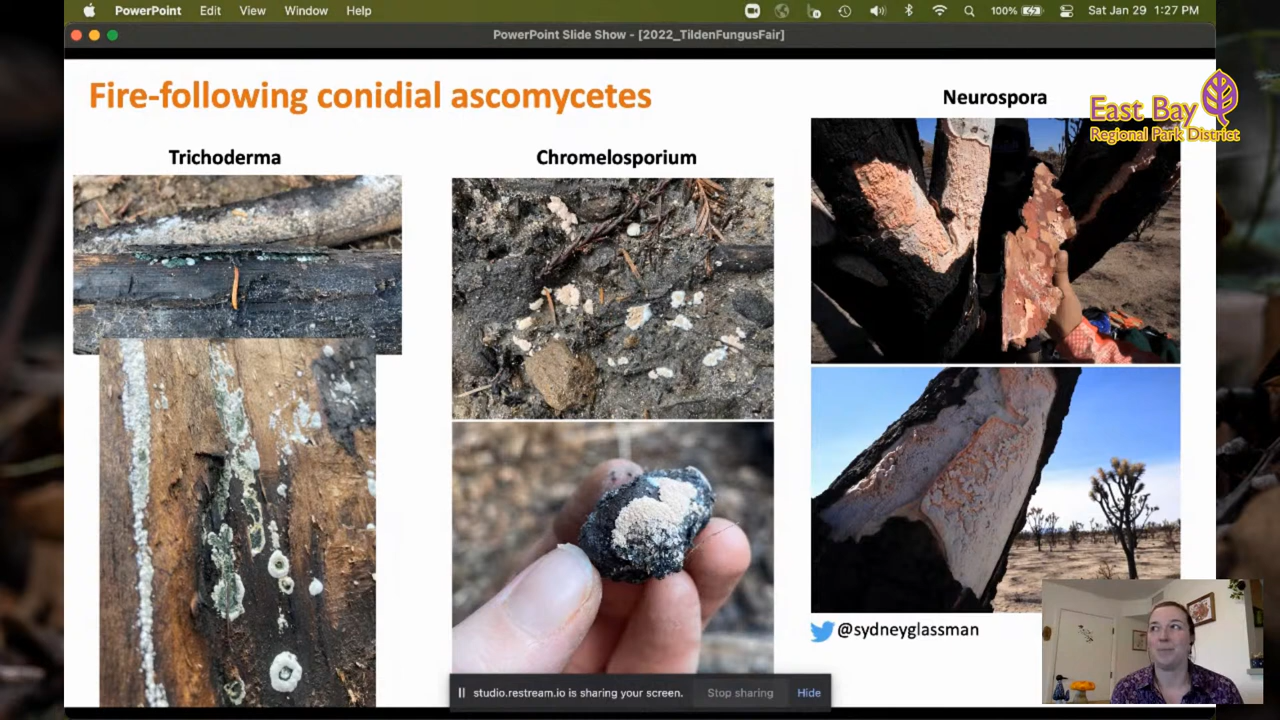 PowerPoint Edit View Window Help
100% Sat Jan 29 1:27 PM
PowerPoint Slide Show - [2022_TildenFungusFair]
Fire-following conidial ascomycetes
Neurospora
East Bay
Regional Park District
Trichoderma
Chromelosporium
@sydneyglassman
studio.restream.io is sharing your screen. Stop sharing Hide